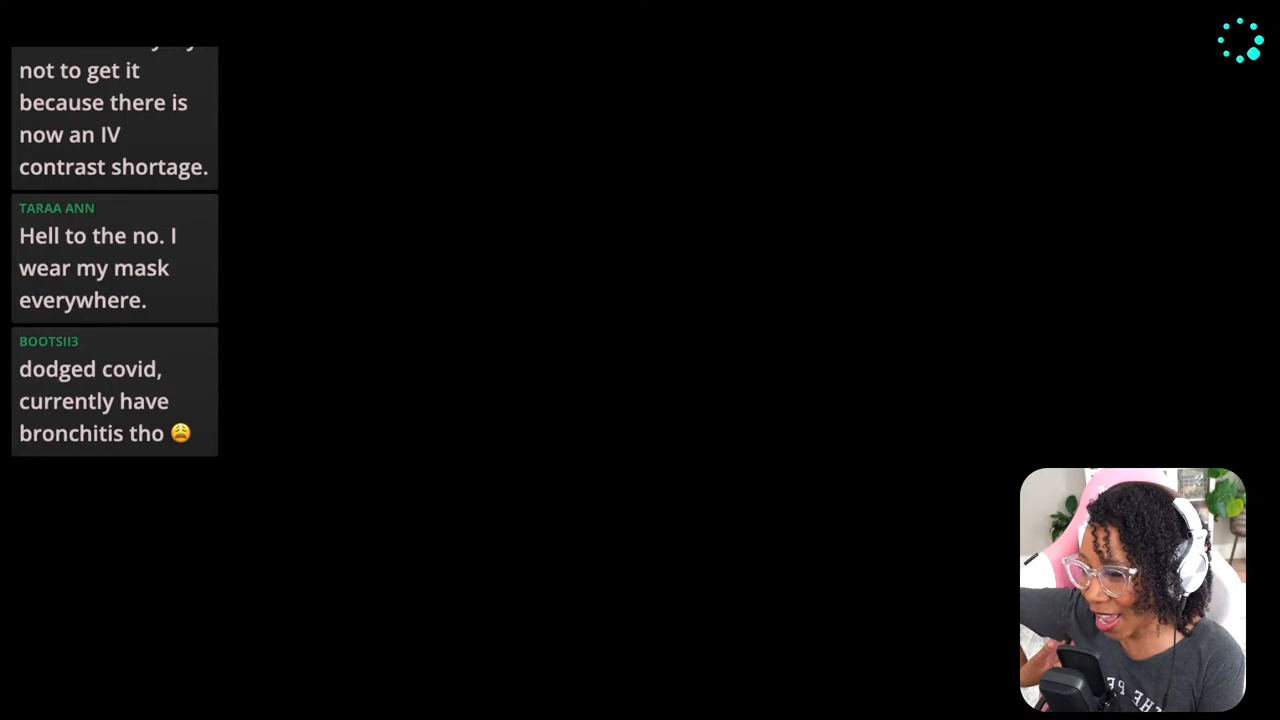 not to get it
because there is
now an IV
contrast shortage.
TARAA ANN
Hell to the no. I
wear my mask
everywhere.
BOOTSII3
dodged covid,
currently have
bronchitis tho 😩